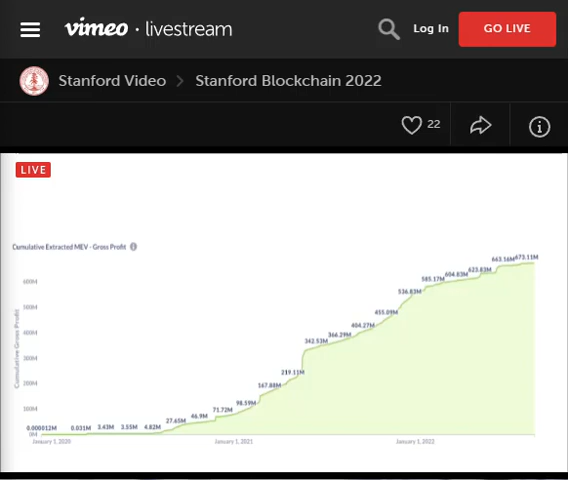 vimeo · livestream
Log In
GO LIVE
Stanford Video > Stanford Blockchain 2022
22
LIVE
Cumulative Extracted MEV - Gross Profit
Cumulative Gross Profit
600M
500M
400M
300M
200M
100M
0M
0.000012M
0.031M
3.43M
3.55M
4.82M
27.65M
46.9M
71.72M
98.59M
167.88M
219.11M
342.53M
366.29M
404.27M
455.09M
536.83M
585.17M
604.83M
623.83M
663.16M
673.11M
January 1, 2020
January 1, 2021
January 1, 2022